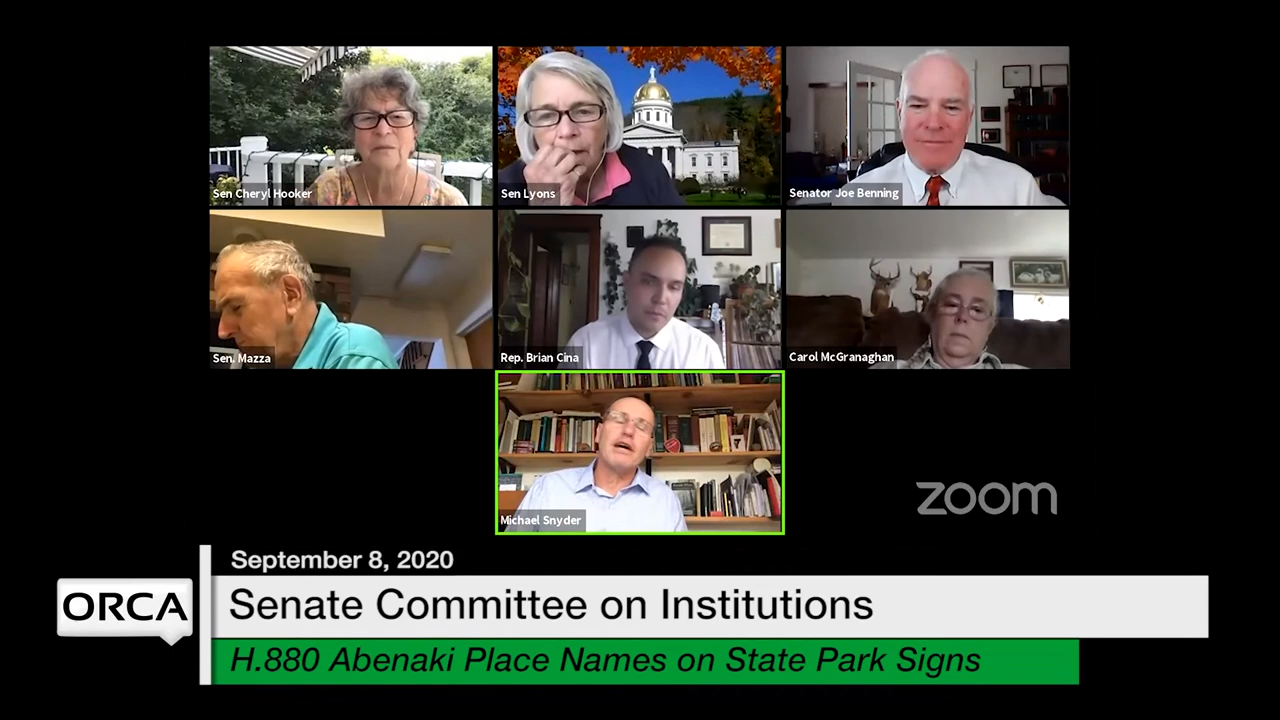 Sen Cheryl Hooker
Sen Lyons
Senator Joe Benning
Sen. Mazza
Rep. Brian Cina
Carol McGranaghan
Michael Snyder
zoom
September 8, 2020
ORCA
Senate Committee on Institutions
H.880 Abenaki Place Names on State Park Signs